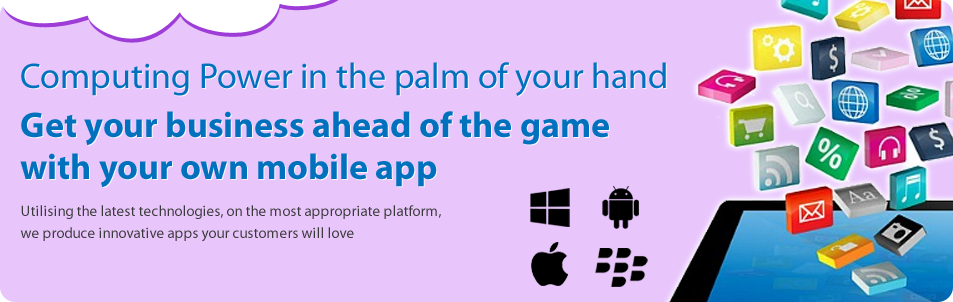 Computing Power in the palm of your hand
Get your business ahead of the game
with your own mobile app
Utilising the latest technologies, on the most appropriate platform,
we produce innovative apps your customers will love
$
%
%
$
Aa